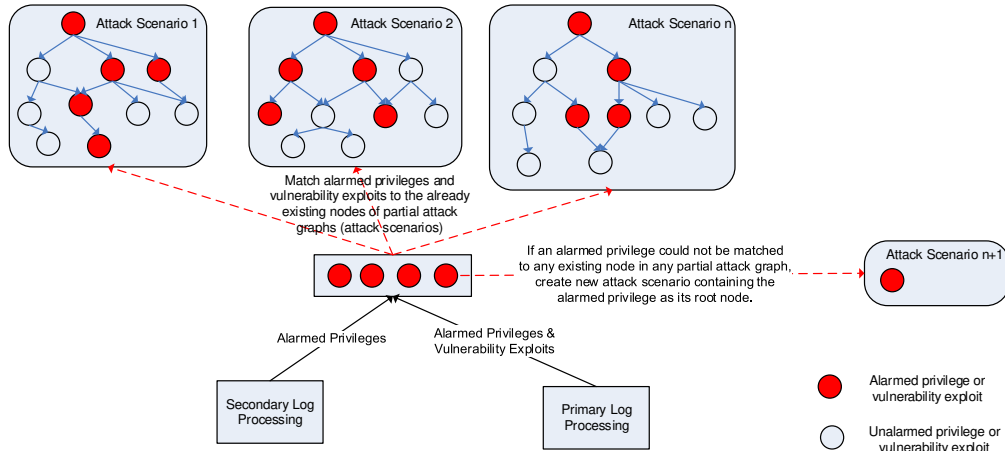 Attack Scenario 1
Attack Scenario 2
Attack Scenario n
Match alarmed privileges and
vulnerability exploits to the already
existing nodes of partial attack
graphs (attack scenarios)
If an alarmed privilege could not be matched
to any existing node in any partial attack graph,
create new attack scenario containing the
alarmed privilege as its root node.
Attack Scenario n+1
Alarmed Privileges
Alarmed Privileges &
Vulnerability Exploits
Secondary Log
Processing
Primary Log
Processing
Alarmed privilege or
vulnerability exploit
Unalarmed privilege or
vulnerability exploit